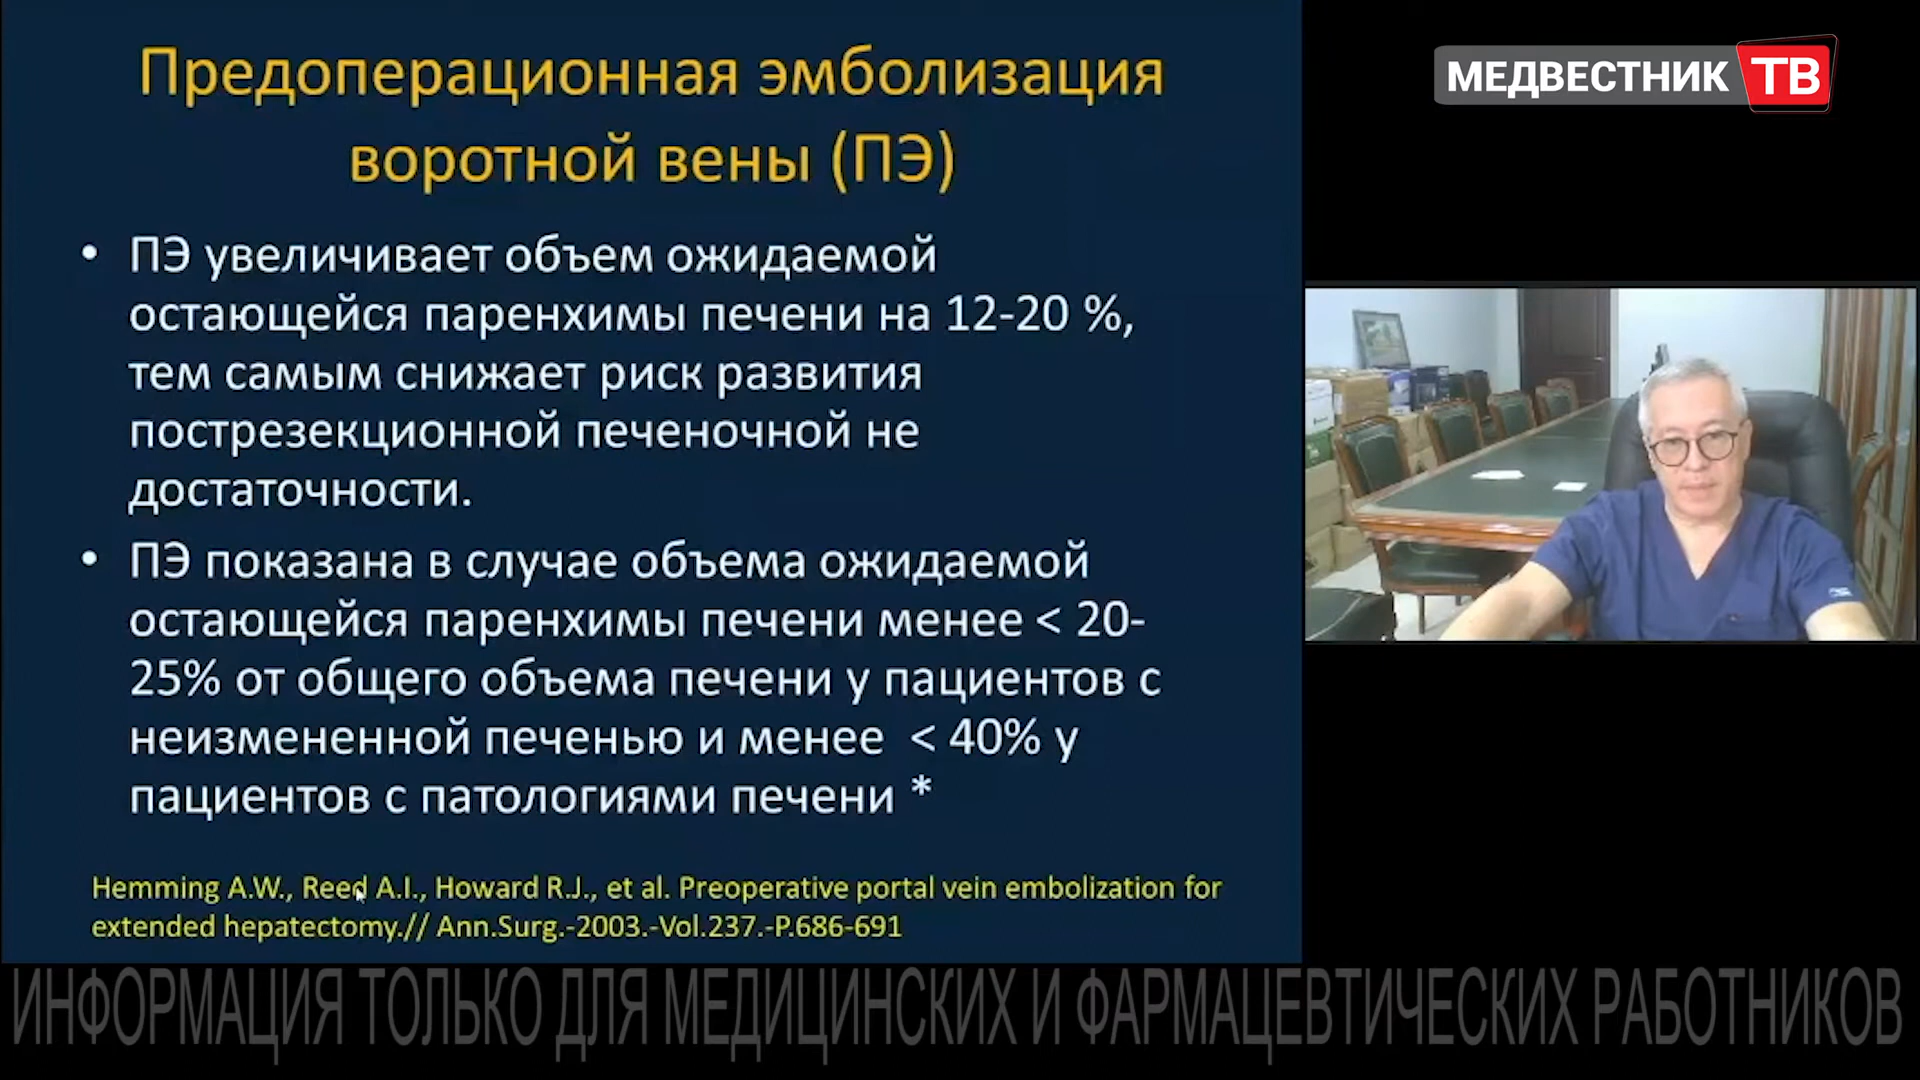 Предоперационная эмболизация
воротной вены (ПЭ)
• ПЭ увеличивает объем ожидаемой
остающейся паренхимы печени на 12-20 %,
тем самым снижает риск развития
пострезекционной печеночной не
достаточности.
• ПЭ показана в случае объема ожидаемой
остающейся паренхимы печени менее < 20-
25% от общего объема печени у пациентов с
неизмененной печенью и менее  < 40% у
пациентов с патологиями печени *
Hemming A.W., Reed A.I., Howard R.J., et al. Preoperative portal vein embolization for
extended hepatectomy.// Ann.Surg.-2003.-Vol.237.-P.686-691
МЕДВЕСТНИК ТВ
ИНФОРМАЦИЯ ТОЛЬКО ДЛЯ МЕДИЦИНСКИХ И ФАРМАЦЕВТИЧЕСКИХ РАБОТНИКОВ